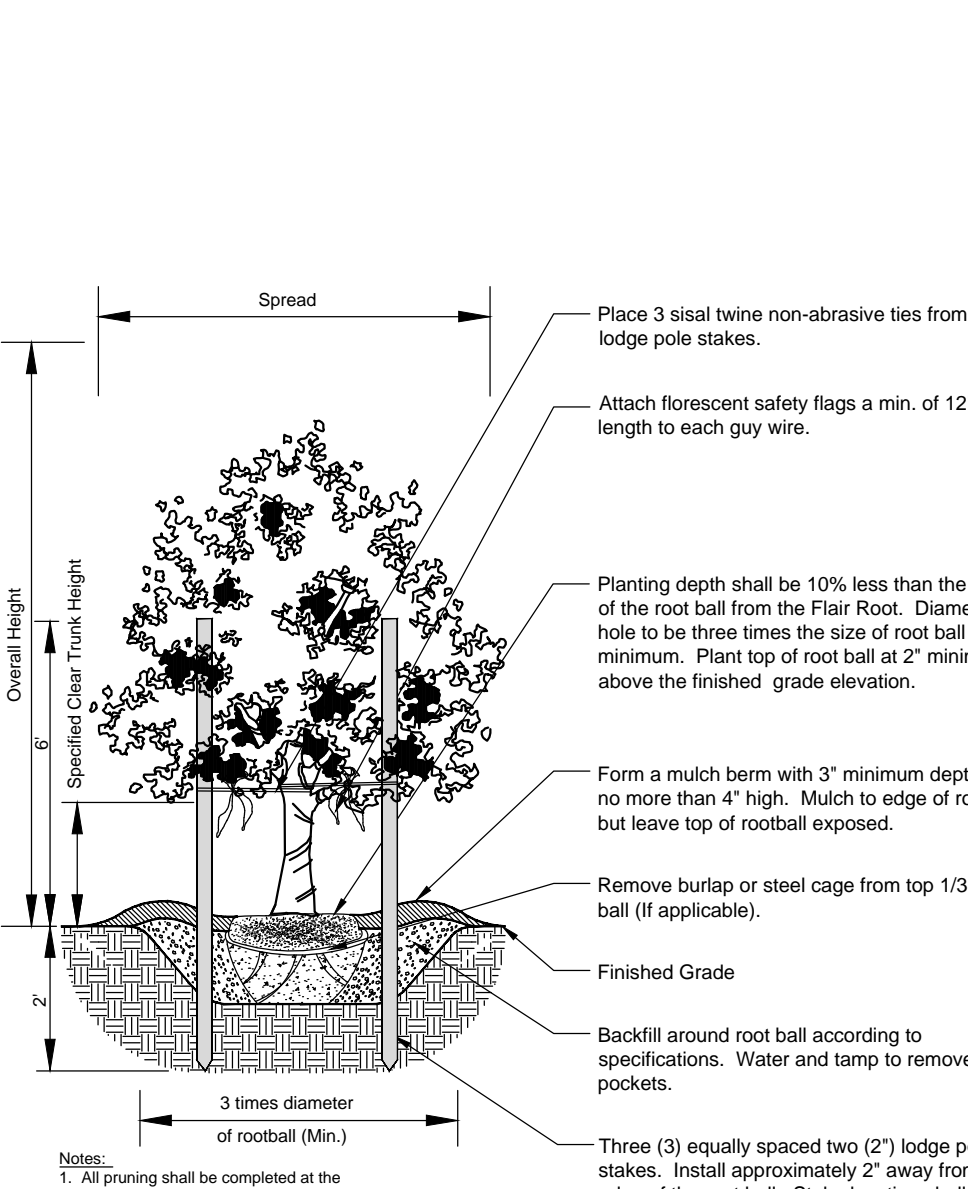 Spread
Place 3 sisal twine non-abrasive ties from
lodge pole stakes.
Attach florescent safety flags a min. of 12
length to each guy wire.
Overall Height
6'
Specified Clear Trunk Height
Planting depth shall be 10% less than the
of the root ball from the Flair Root. Diame
hole to be three times the size of root ball
minimum. Plant top of root ball at 2" minin
above the finished grade elevation.
Form a mulch berm with 3" minimum dept
no more than 4" high. Mulch to edge of ro
but leave top of rootball exposed.
Remove burlap or steel cage from top 1/3
ball (If applicable).
Finished Grade
2'
Backfill around root ball according to
specifications. Water and tamp to remove
pockets.
3 times diameter
of rootball (Min.)
Three (3) equally spaced two (2") lodge p
stakes. Install approximately 2" away from
Notes:
1. All pruning shall be completed at the